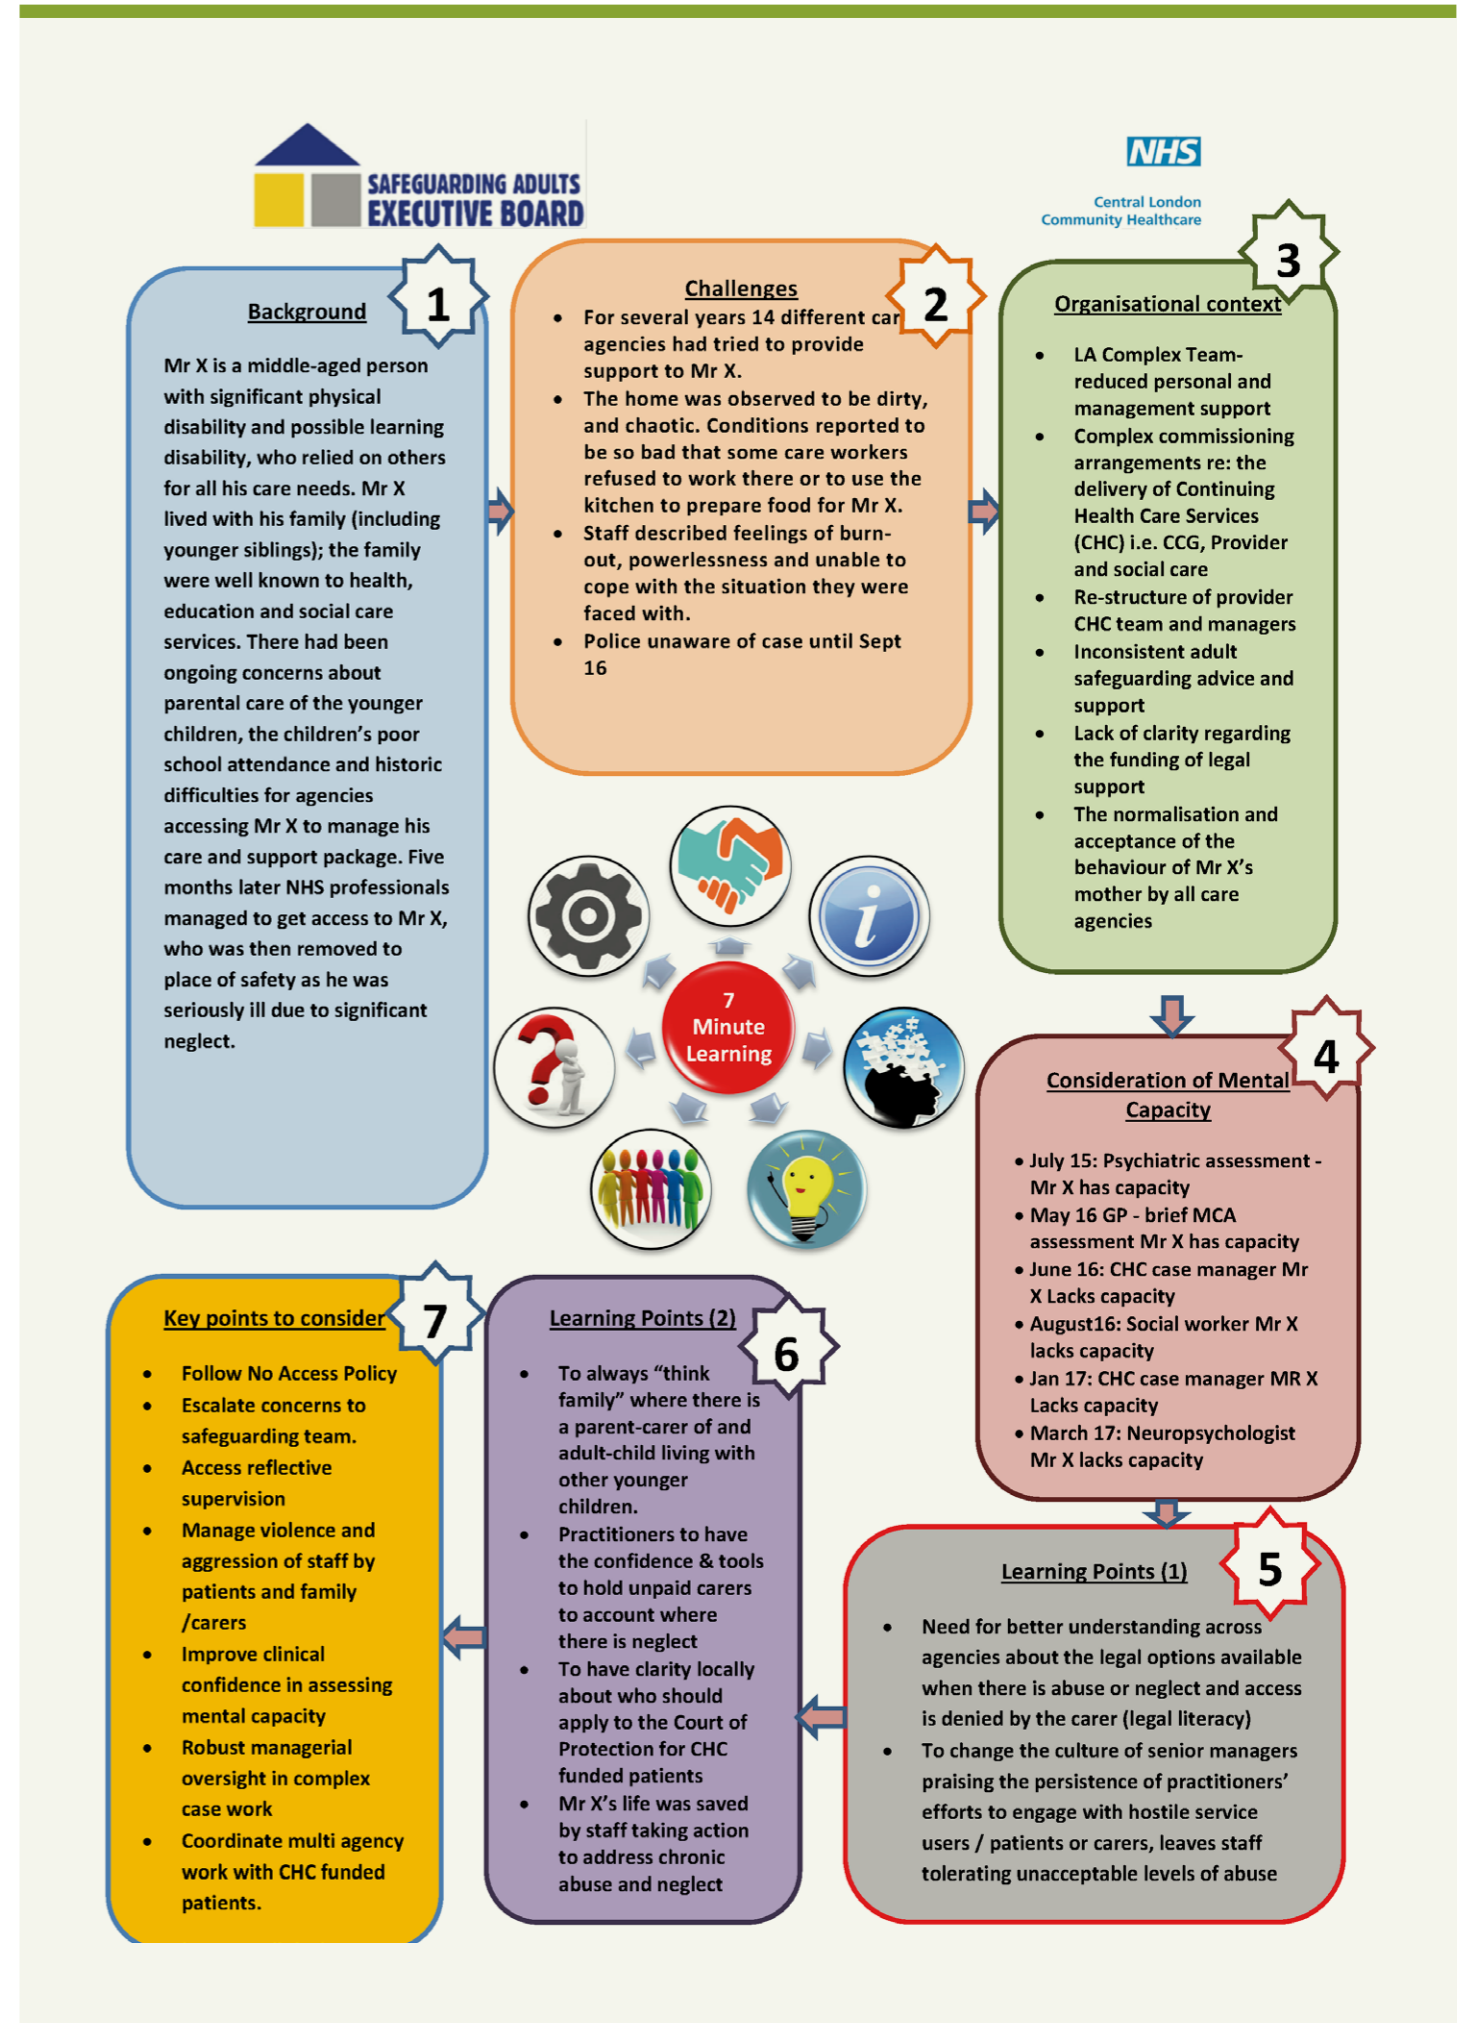 SAFEGUARDING ADULTS
EXECUTIVE BOARD
NHS
Central London
Community Healthcare
1
Background
Mr X is a middle-aged person
with significant physical
disability and possible learning
disability, who relied on others
for all his care needs. Mr X
lived with his family (including
younger siblings); the family
were well known to health,
education and social care
services. There had been
ongoing concerns about
parental care of the younger
children, the children's poor
school attendance and historic
difficulties for agencies
accessing Mr X to manage his
care and support package. Five
months later NHS professionals
managed to get access to Mr X,
who was then removed to
place of safety as he was
seriously ill due to significant
neglect.
2
Challenges
• For several years 14 different car
agencies had tried to provide
support to Mr X.
• The home was observed to be dirty,
and chaotic. Conditions reported to
be so bad that some care workers
refused to work there or to use the
kitchen to prepare food for Mr X.
• Staff described feelings of burn-
out, powerlessness and unable to
cope with the situation they were
faced with.
• Police unaware of case until Sept
16
3
Organisational context
• LA Complex Team-
reduced personal and
management support
• Complex commissioning
arrangements re: the
delivery of Continuing
Health Care Services
(CHC) i.e. CCG, Provider
and social care
• Re-structure of provider
CHC team and managers
• Inconsistent adult
safeguarding advice and
support
• Lack of clarity regarding
the funding of legal
support
• The normalisation and
acceptance of the
behaviour of Mr X's
mother by all care
agencies
7
Minute
Learning
i
?
4
Consideration of Mental
Capacity
• July 15: Psychiatric assessment -
Mr X has capacity
• May 16 GP - brief MCA
assessment Mr X has capacity
• June 16: CHC case manager Mr
X Lacks capacity
• August16: Social worker Mr X
lacks capacity
• Jan 17: CHC case manager MR X
Lacks capacity
• March 17: Neuropsychologist
Mr X lacks capacity
5
Learning Points (1)
• Need for better understanding across
agencies about the legal options available
when there is abuse or neglect and access
is denied by the carer (legal literacy)
• To change the culture of senior managers
praising the persistence of practitioners'
efforts to engage with hostile service
users / patients or carers, leaves staff
tolerating unacceptable levels of abuse
6
Learning Points (2)
• To always "think
family" where there is
a parent-carer of and
adult-child living with
other younger
children.
• Practitioners to have
the confidence & tools
to hold unpaid carers
to account where
there is neglect
• To have clarity locally
about who should
apply to the Court of
Protection for CHC
funded patients
• Mr X's life was saved
by staff taking action
to address chronic
abuse and neglect
7
Key points to consider
• Follow No Access Policy
• Escalate concerns to
safeguarding team.
• Access reflective
supervision
• Manage violence and
aggression of staff by
patients and family
/carers
• Improve clinical
confidence in assessing
mental capacity
• Robust managerial
oversight in complex
case work
• Coordinate multi agency
work with CHC funded
patients.